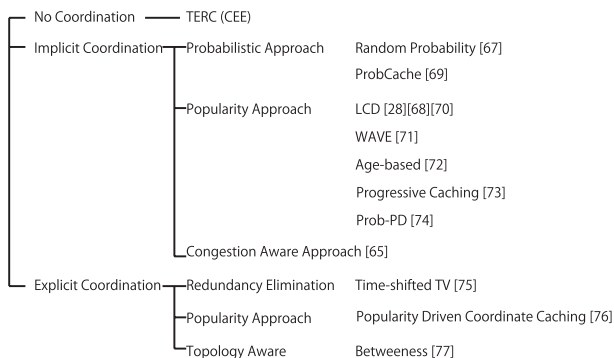 No Coordination TERC (CEE)
Implicit Coordination Probabilistic Approach Random Probability [67]
ProbCache [69]
Popularity Approach LCD [28][68][70]
WAVE [71]
Age-based [72]
Progressive Caching [73]
Prob-PD [74]
Congestion Aware Approach [65]
Explicit Coordination Redundancy Elimination Time-shifted TV [75]
Popularity Approach Popularity Driven Coordinate Caching [76]
Topology Aware Betweeness [77]